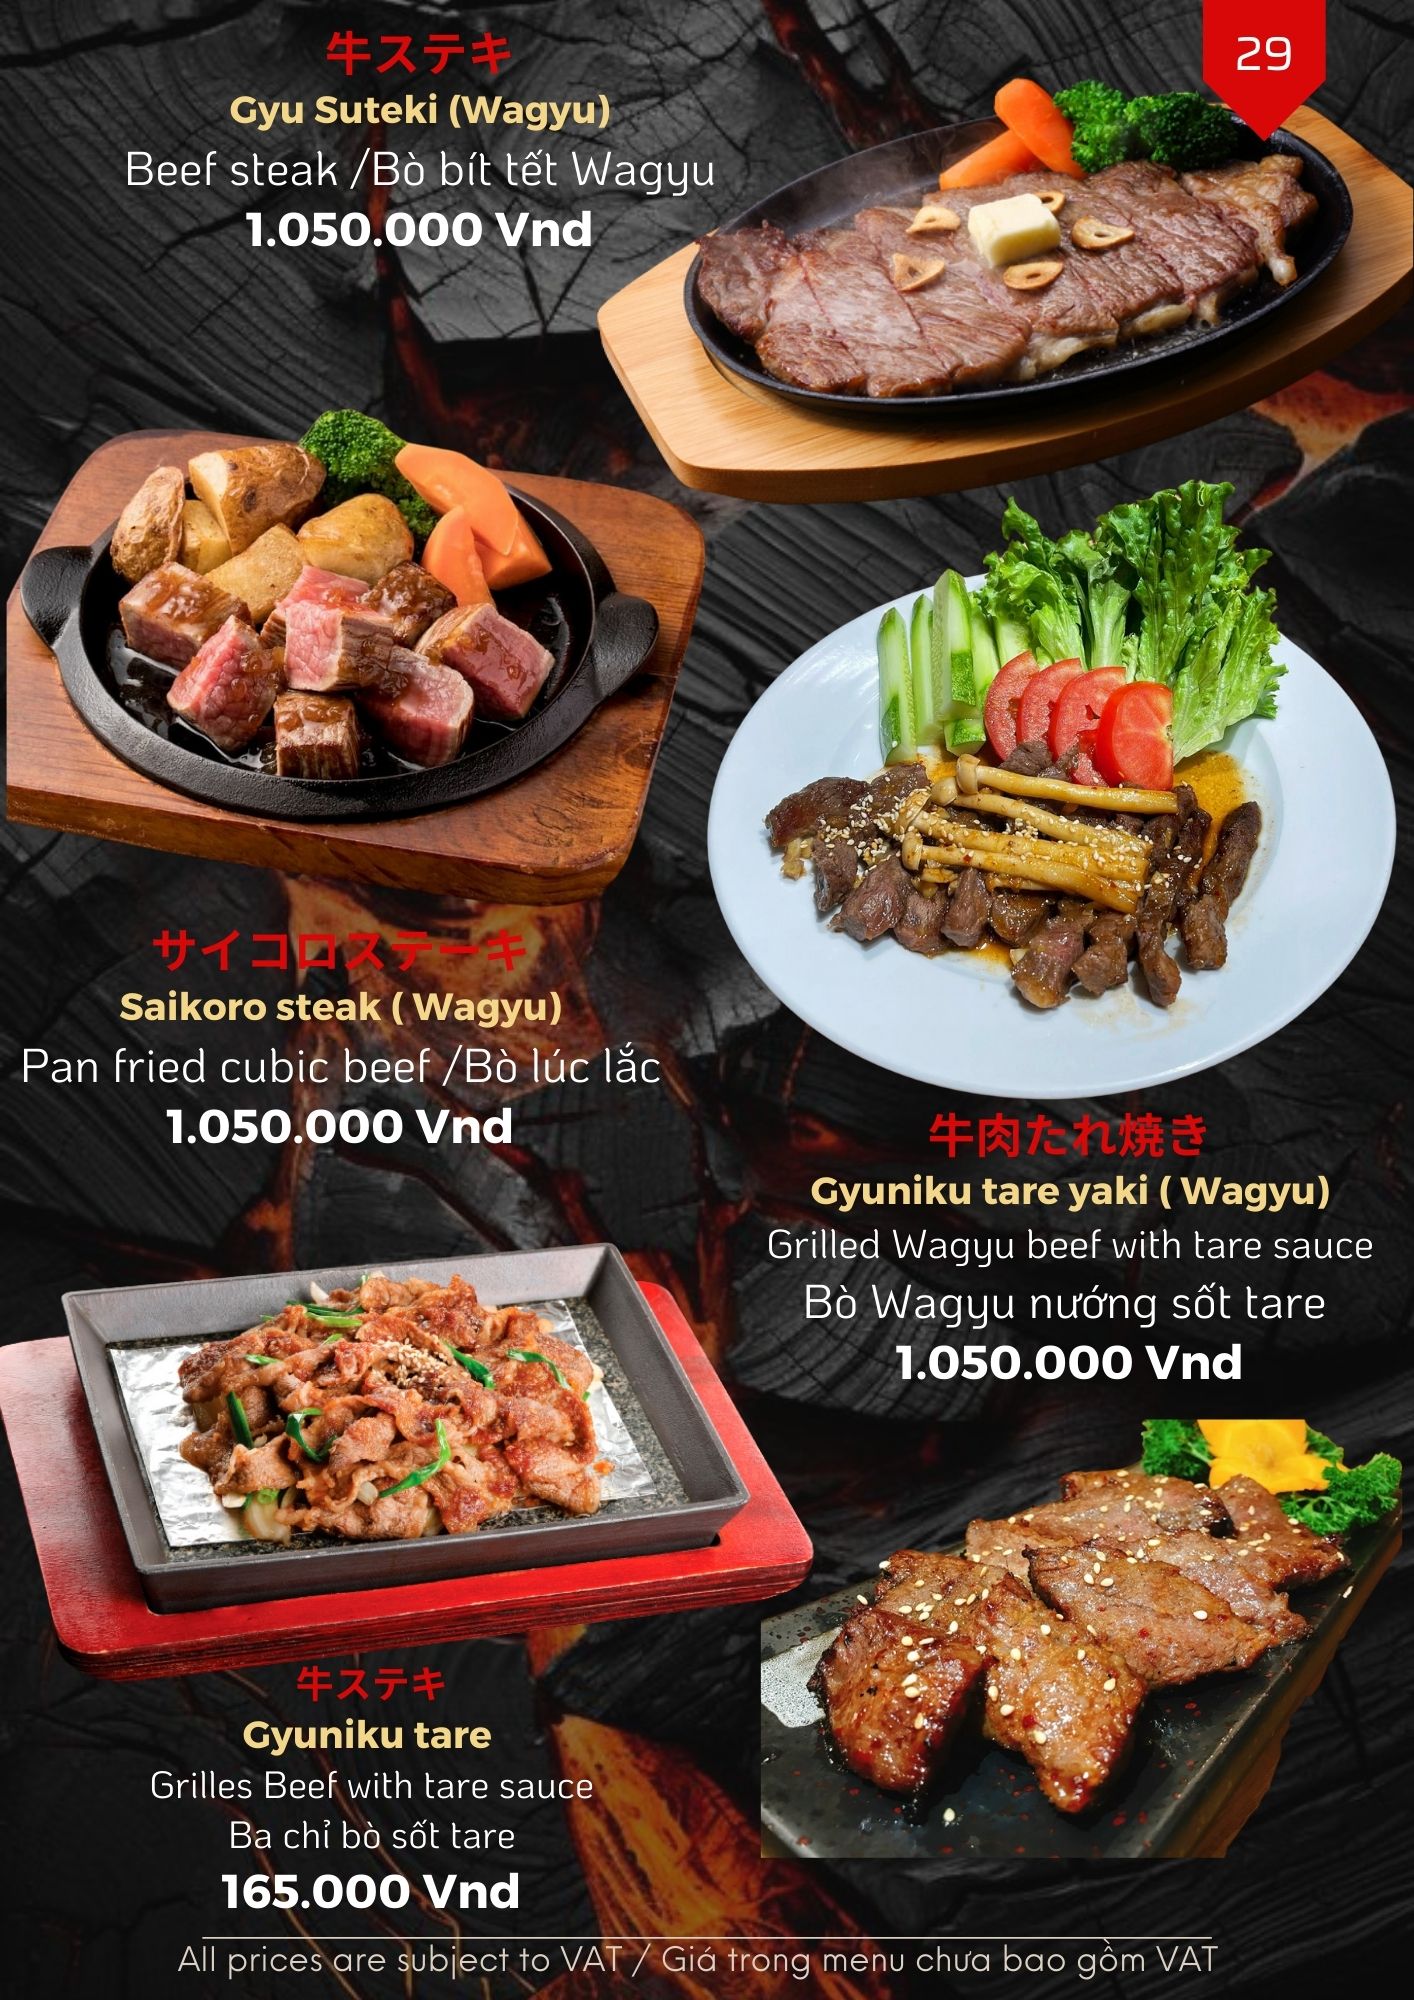 29
牛ステキ
Gyu Suteki (Wagyu)
Beef steak /Bò bít tết Wagyu
1.050.000 Vnd
サイコロステーキ
Saikoro steak ( Wagyu)
Pan fried cubic beef /Bò lúc lắc
1.050.000 Vnd
牛肉たれ焼き
Gyuniku tare yaki ( Wagyu)
Grilled Wagyu beef with tare sauce
Bò Wagyu nướng sốt tare
1.050.000 Vnd
牛ステキ
Gyuniku tare
Grilles Beef with tare sauce
Ba chỉ bò sốt tare
165.000 Vnd
All prices are subject to VAT / Giá trong menu chưa bao gồm VAT